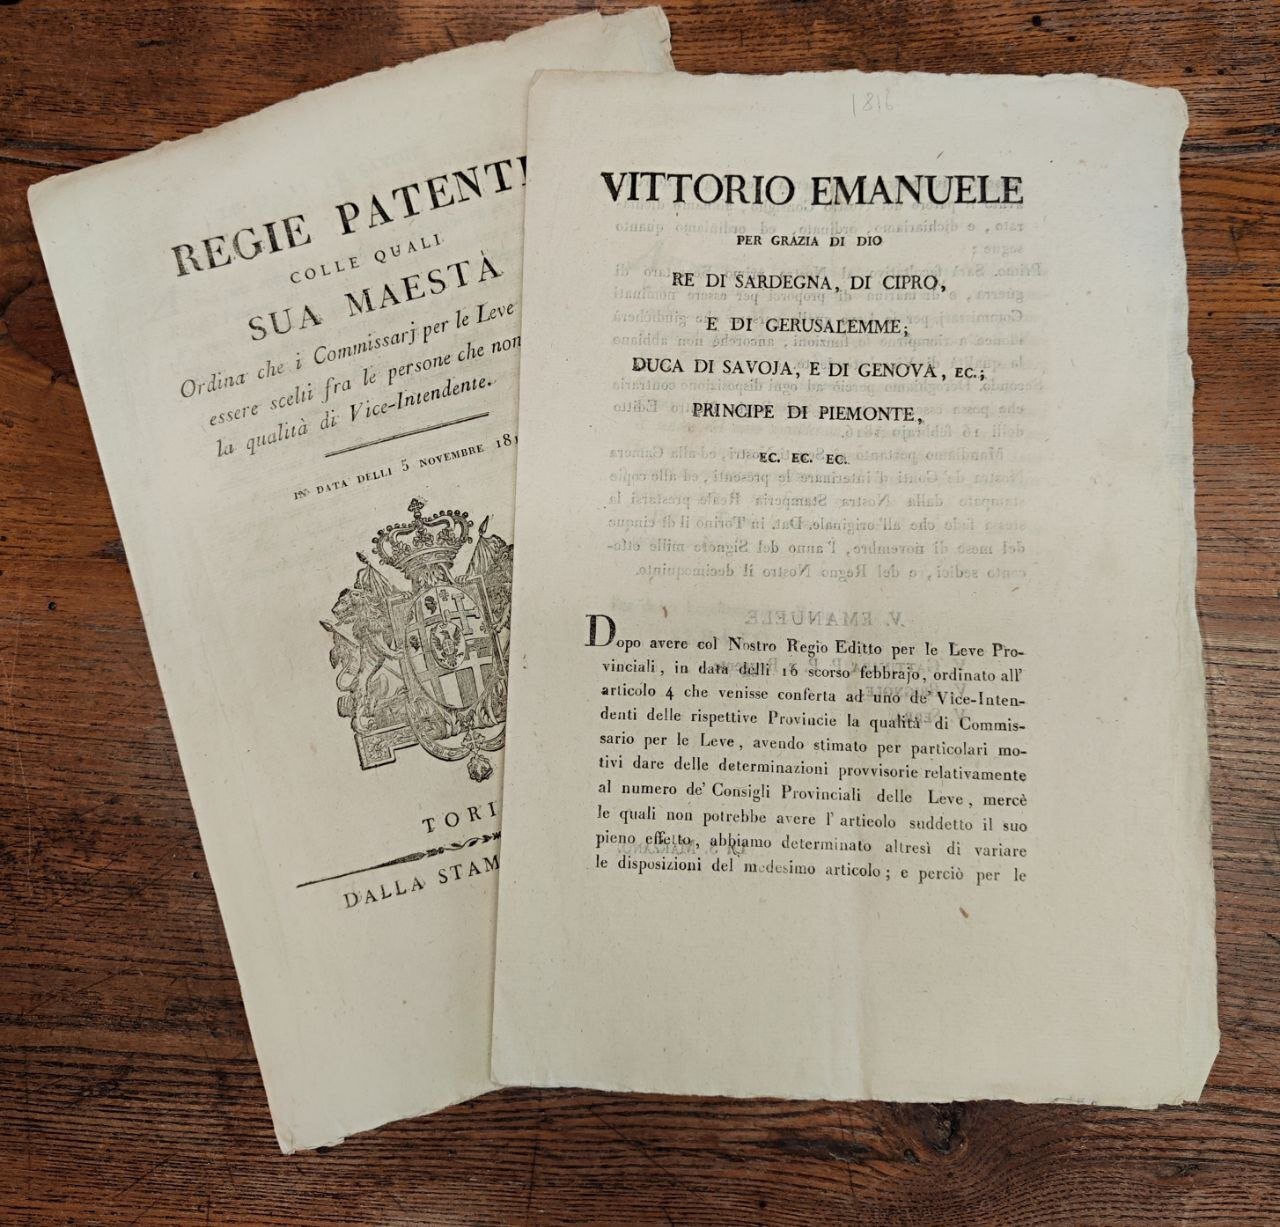 REGIE PATENTI
COLLE QUALI
SUA MAESTÀ
Ordina che i Commissarj per le Leve
essere scelti fra le persone che non
la qualità di Vice-Intendente.
IN DATA DELLI 5 NOVEMBRE 181
TORI
DALLA STAM
1816
VITTORIO EMANUELE
PER GRAZIA DI DIO
RE DI SARDEGNA, DI CIPRO,
E DI GERUSALEMME;
DUCA DI SAVOJA, E DI GENOVA, EC.;
PRINCIPE DI PIEMONTE,
EC. EC. EC.
Dopo avere col Nostro Regio Editto per le Leve Pro-
vinciali, in data delli 16 scorso febbrajo, ordinato all'
articolo 4 che venisse conferta ad uno de' Vice-Inten-
denti delle rispettive Provincie la qualità di Commis-
sario per le Leve, avendo stimato per particolari mo-
tivi dare delle determinazioni provvisorie relativamente
al numero de' Consigli Provinciali delle Leve, mercè
le quali non potrebbe avere l'articolo suddetto il suo
pieno effetto, abbiamo determinato altresì di variare
le disposizioni del medesimo articolo; e perciò per le